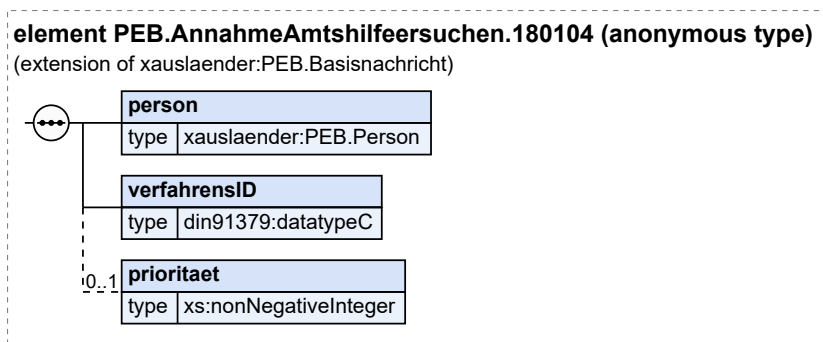 element PEB.AnnahmeAmtshilfeersuchen.180104 (anonymous type)
(extension of xauslaender:PEB.Basisnachricht)
person
type xauslaender:PEB.Person
verfahrensID
type din91379:datatypeC
0..1 prioritaet
type xs:nonNegativeInteger